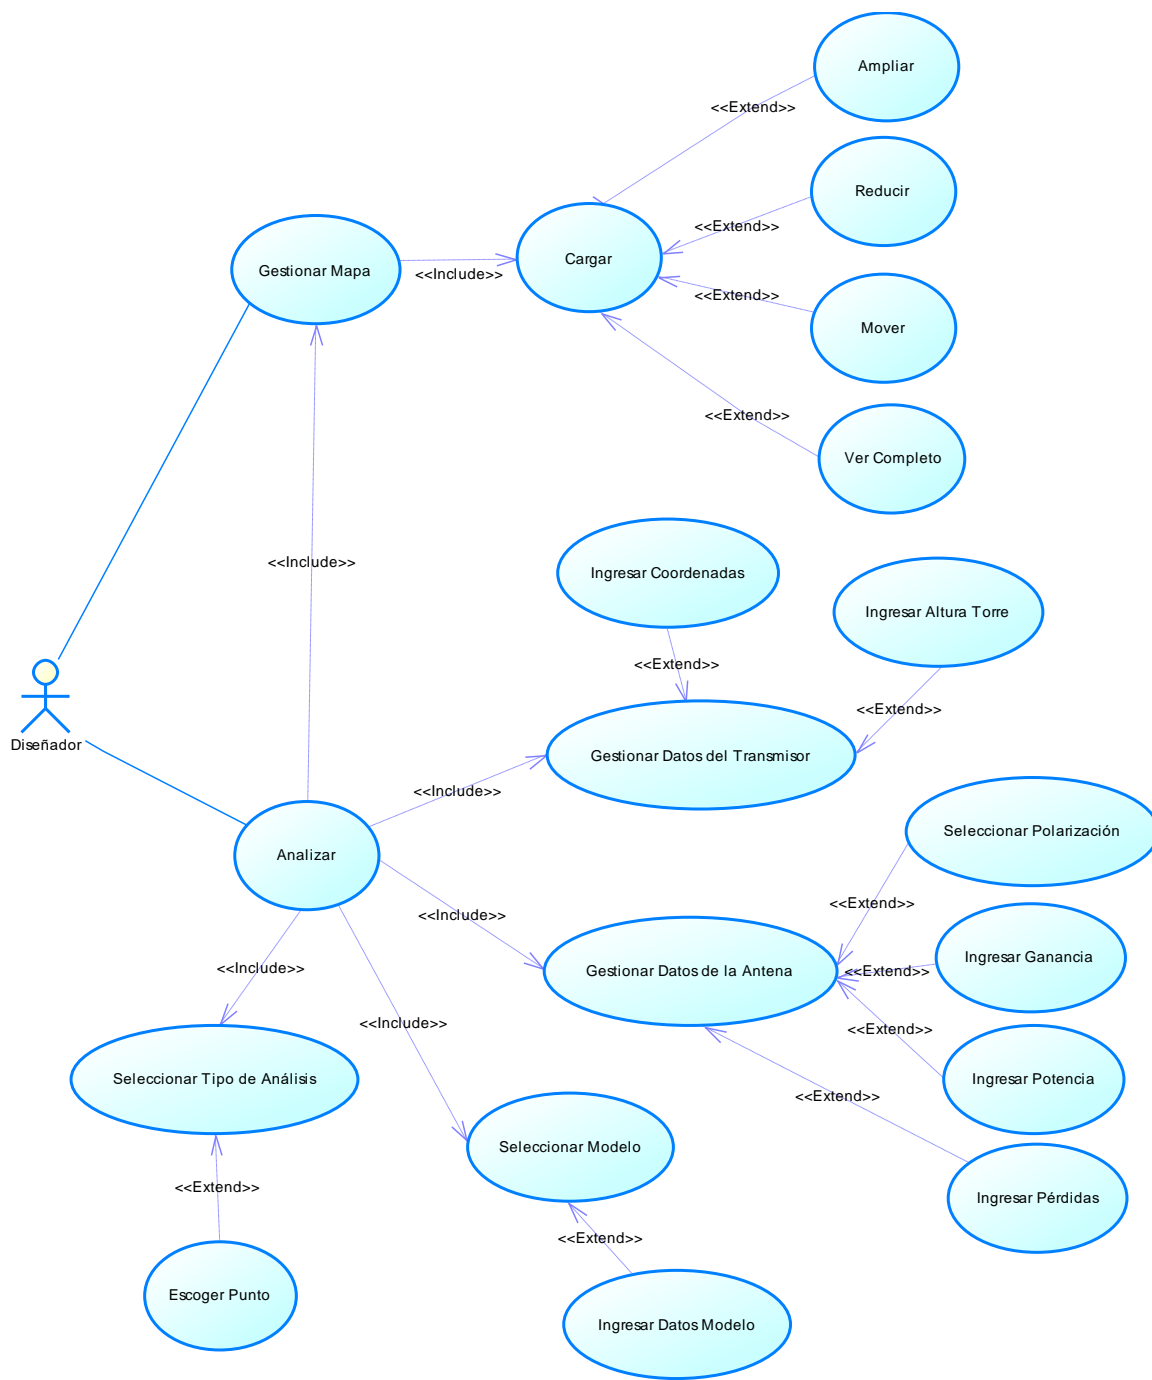 Ampliar
<<Extend>>
Reducir
<<Extend>>
Cargar
Gestionar Mapa
<<Include>>
<<Extend>>
Mover
<<Extend>>
Ver Completo
<<Include>>
Ingresar Coordenadas
Ingresar Altura Torre
<<Extend>>
<<Extend>>
Diseñador
Gestionar Datos del Transmisor
<<Include>>
Seleccionar Polarización
Analizar
<<Extend>>
<<Include>>
Ingresar Ganancia
<<Include>>
Gestionar Datos de la Antena
<<Extend>>
<<Include>>
<<Extend>>
Seleccionar Tipo de Análisis
Ingresar Potencia
<<Extend>>
Seleccionar Modelo
<<Extend>>
Ingresar Pérdidas
<<Extend>>
Escoger Punto
Ingresar Datos Modelo